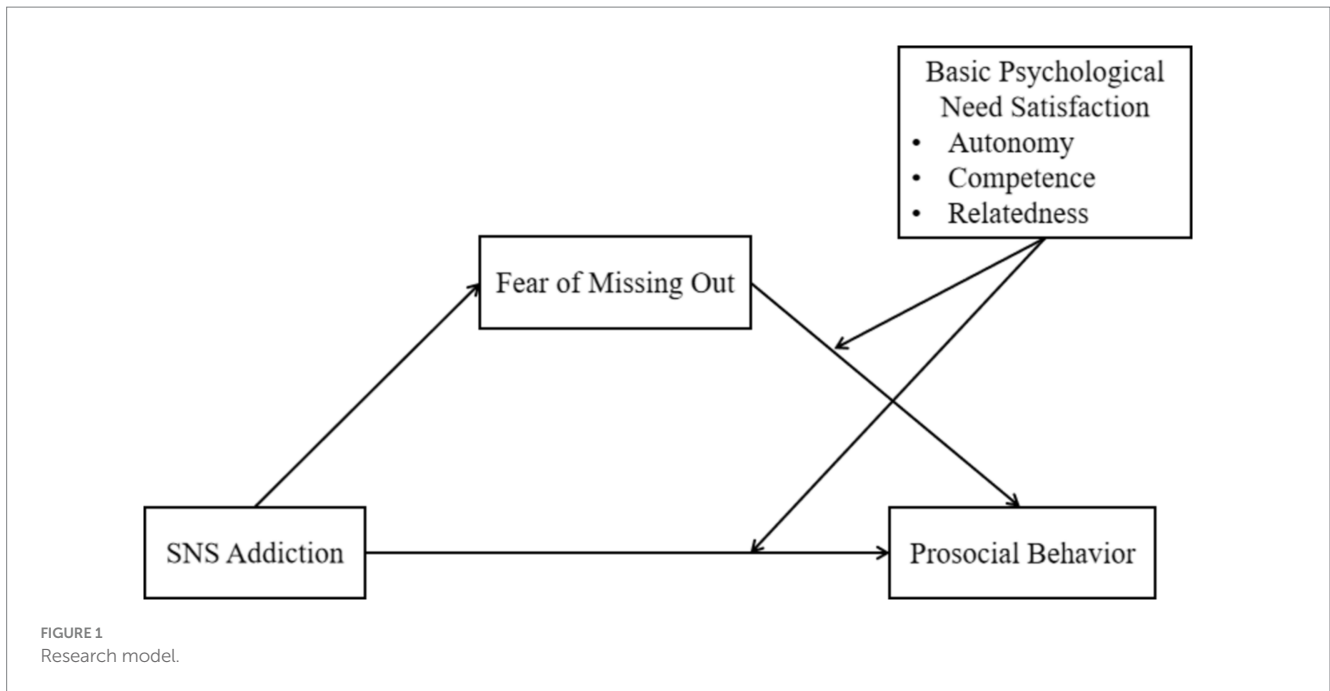 Basic Psychological
Need Satisfaction
• Autonomy
• Competence
• Relatedness
Fear of Missing Out
SNS Addiction
Prosocial Behavior
FIGURE 1
Research model.